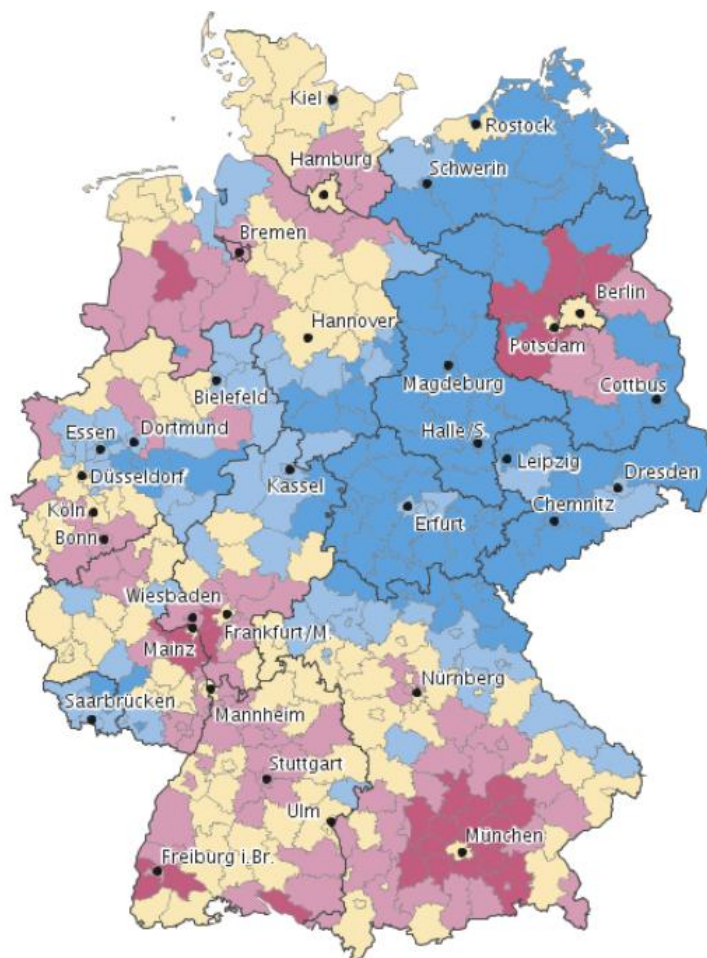 Kiel
Rostock
Hamburg
Schwerin
Bremen
Berlin
Hannover
Potsdam
Bielefeld
Magdeburg
Cottbus
Essen
Dortmund
Halle/S.
Leipzig
Düsseldorf
Kassel
Dresden
Köln
Erfurt
Chemnitz
Bonn
Wiesbaden
Frankfurt/M.
Mainz
Nürnberg
Saarbrücken
Mannheim
Stuttgart
Ulm
München
Freiburg i.Br.